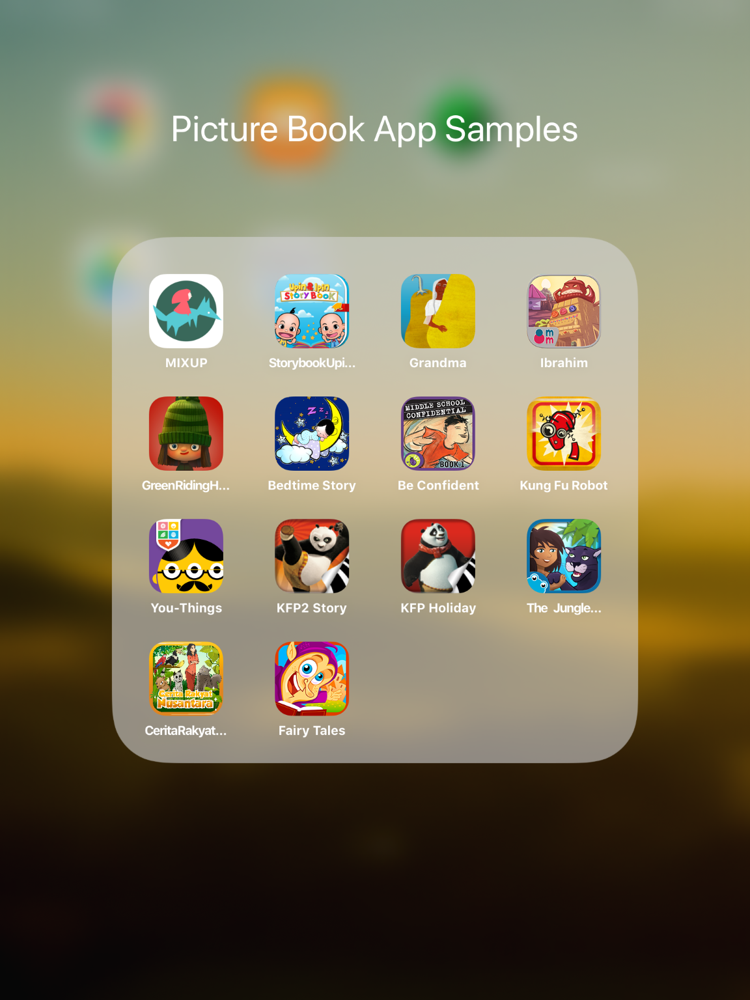 Picture Book App Samples
Upin & Ipin
Story Book
mm
MIXUP
StorybookUpi...
Grandma
Ibrahim
Z Z Z
MIDDLE SCHOOL
CONFIDENTIAL
BOOK 1
GreenRidingH...
Bedtime Story
Be Confident
Kung Fu Robot
You-Things
KFP2 Story
KFP Holiday
The Jungle...
Cerita Rakyat
Nusantara
CeritaRakyat...
Fairy Tales